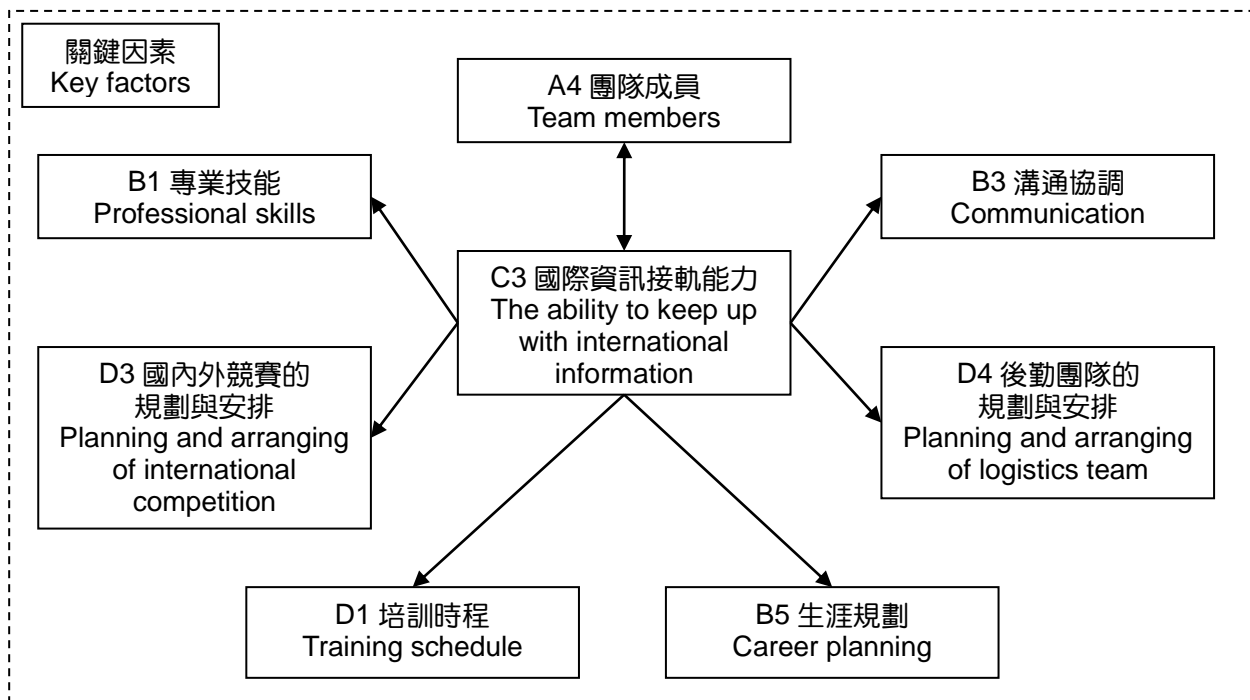 關鍵因素
Key factors
A4 團隊成員
Team members
B1 專業技能
Professional skills
B3 溝通協調
Communication
C3 國際資訊接軌能力
The ability to keep up
with international
information
D3 國內外競賽的
規劃與安排
Planning and arranging
of international
competition
D4 後勤團隊的
規劃與安排
Planning and arranging
of logistics team
D1 培訓時程
Training schedule
B5 生涯規劃
Career planning